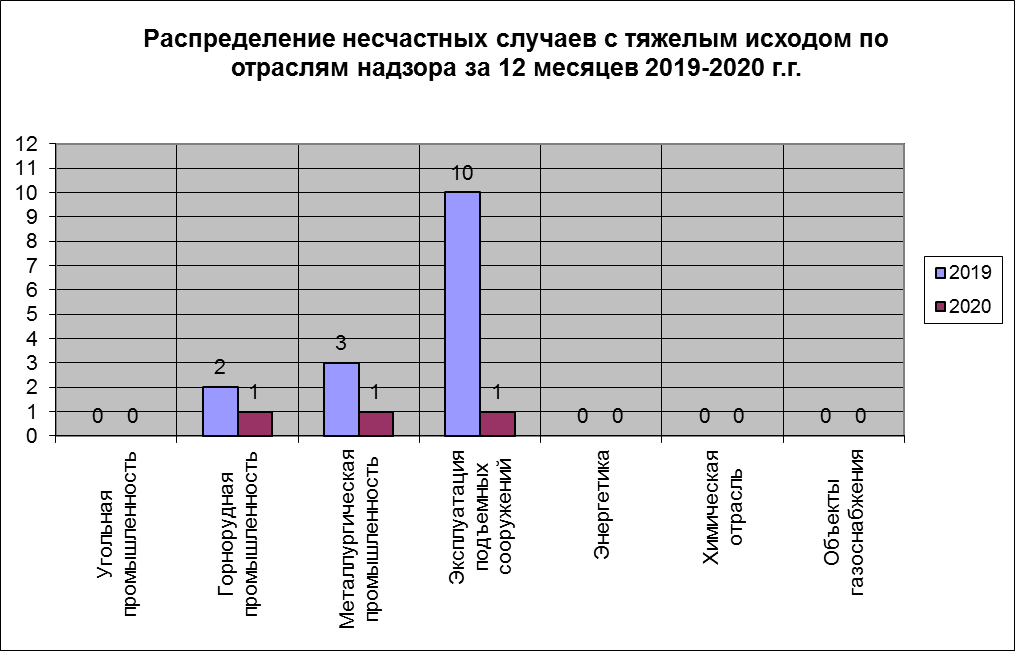 Распределение несчастных случаев с тяжелым исходом по
отраслям надзора за 12 месяцев 2019-2020 г.г.
12
11
10
9
8
7
6
5
4
3
2
1
0
0 0
2 1
3 1
10 1
0 0
0 0
0 0
Угольная
промышленность
Горнорудная
промышленность
Металлургическая
промышленность
Эксплуатация
подъемных
сооружений
Энергетика
Химическая
отрасль
Объекты
газоснабжения
2019
2020